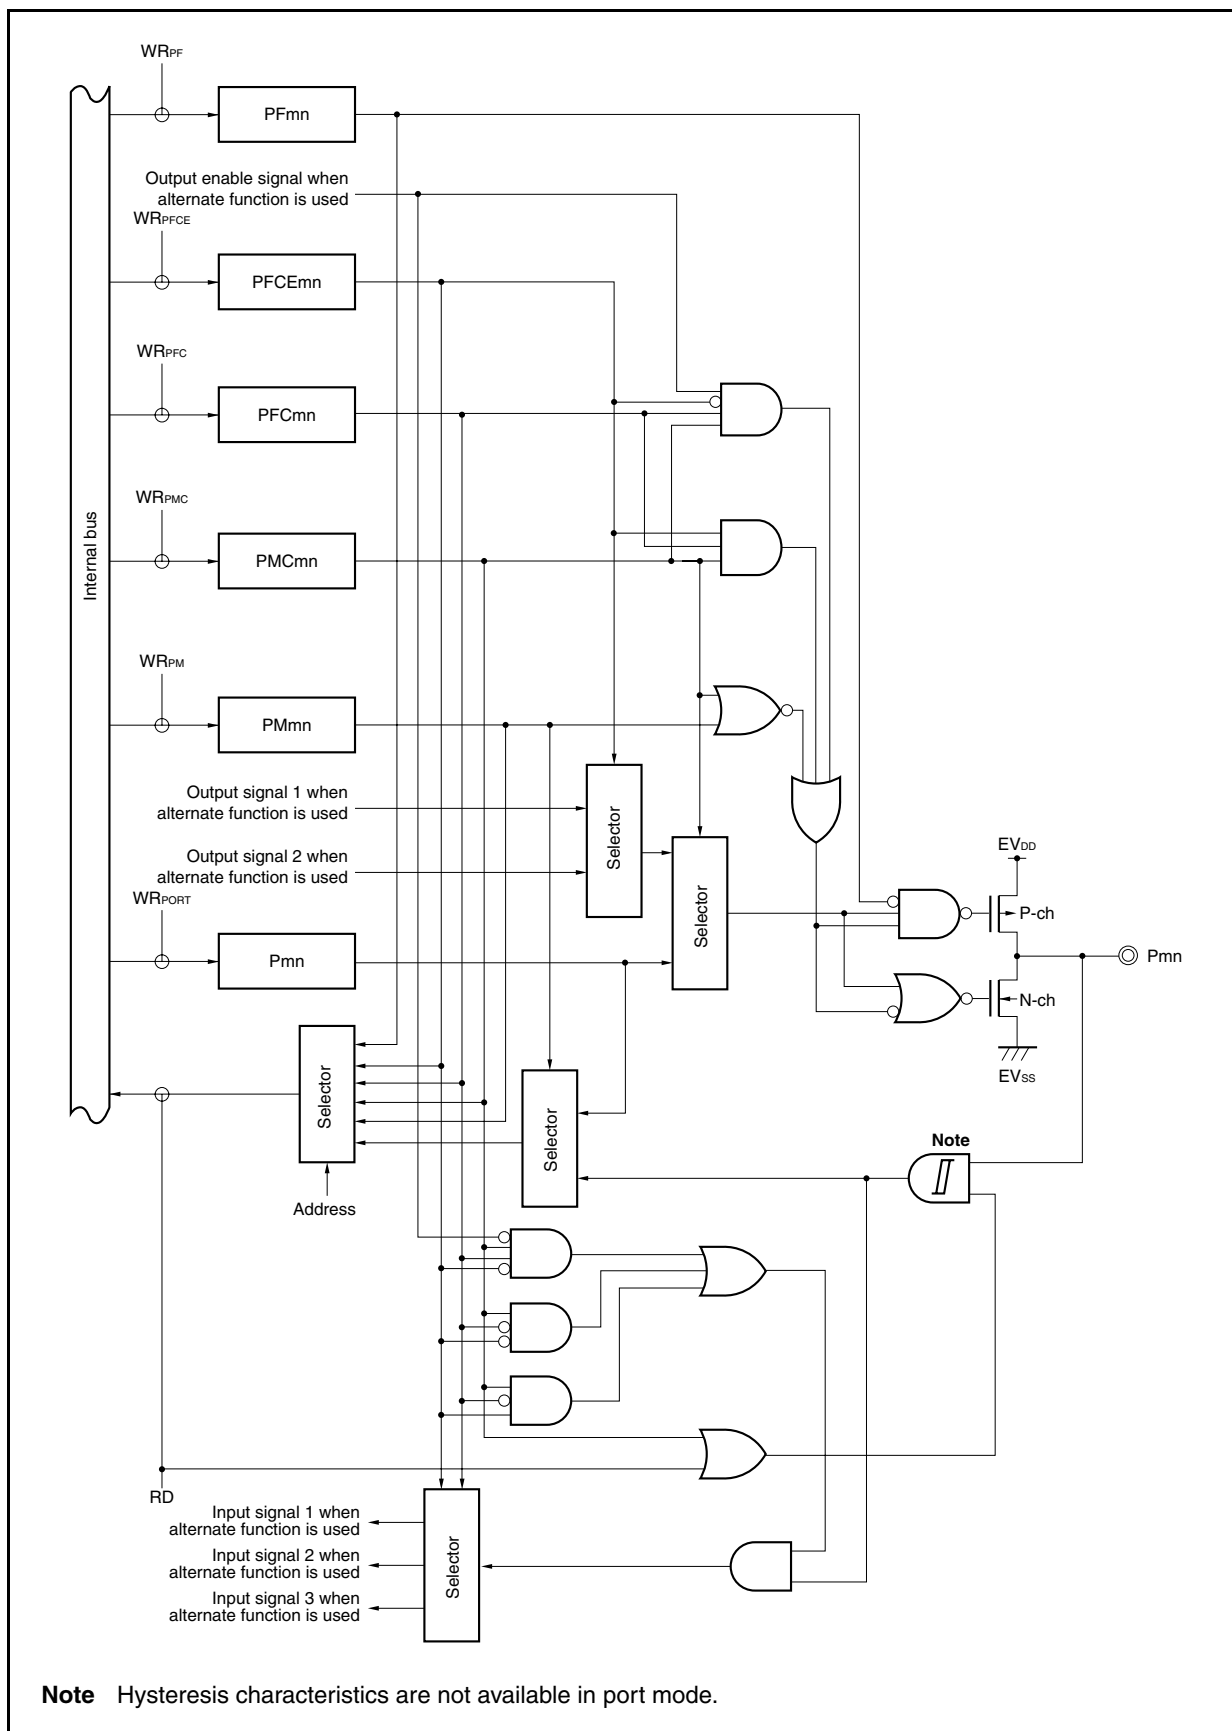 WRPF
PFmn
Output enable signal when
alternate function is used
WRPFCE
PFCEmn
WRPFC
PFCmn
WRPMC
Internal bus
PMCmn
WRPM
PMmn
Output signal 1 when
alternate function is used
Selector
Output signal 2 when
alternate function is used
Selector
EVDD
P-ch
WRPORT
Pmn
Pmn
N-ch
EVSS
Selector
Selector
Note
Address
RD
Input signal 1 when
alternate function is used
Input signal 2 when
alternate function is used
Input signal 3 when
alternate function is used
Selector
Note Hysteresis characteristics are not available in port mode.